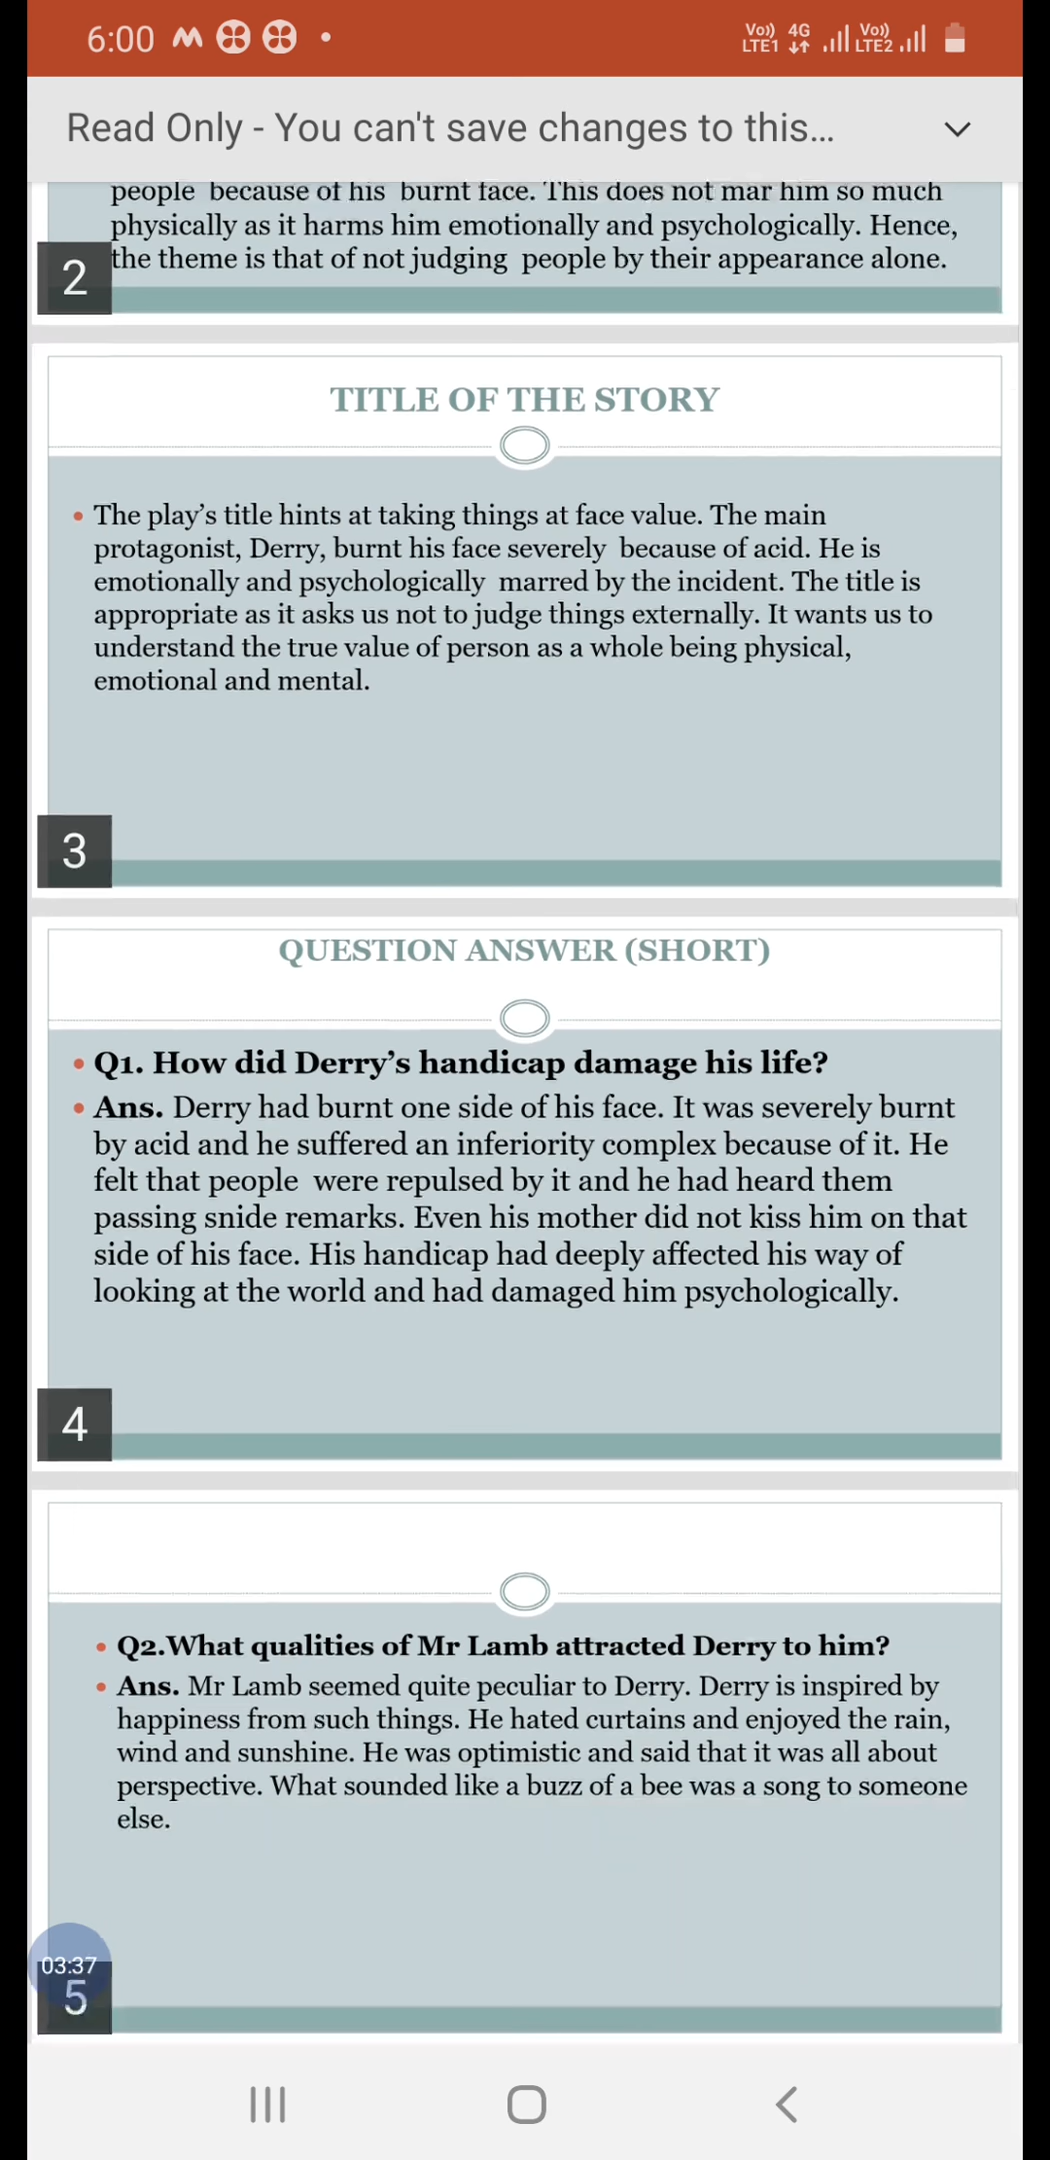 6:00
Vo)) 4G Vo))
LTE1 LTE2
Read Only - You can't save changes to this...
people because of his burnt face. This does not mar him so much
physically as it harms him emotionally and psychologically. Hence,
the theme is that of not judging people by their appearance alone.
2
TITLE OF THE STORY
• The play’s title hints at taking things at face value. The main
protagonist, Derry, burnt his face severely because of acid. He is
emotionally and psychologically marred by the incident. The title is
appropriate as it asks us not to judge things externally. It wants us to
understand the true value of person as a whole being physical,
emotional and mental.
3
QUESTION ANSWER (SHORT)
• Q1. How did Derry’s handicap damage his life?
• Ans. Derry had burnt one side of his face. It was severely burnt
by acid and he suffered an inferiority complex because of it. He
felt that people were repulsed by it and he had heard them
passing snide remarks. Even his mother did not kiss him on that
side of his face. His handicap had deeply affected his way of
looking at the world and had damaged him psychologically.
4
• Q2.What qualities of Mr Lamb attracted Derry to him?
• Ans. Mr Lamb seemed quite peculiar to Derry. Derry is inspired by
happiness from such things. He hated curtains and enjoyed the rain,
wind and sunshine. He was optimistic and said that it was all about
perspective. What sounded like a buzz of a bee was a song to someone
else.
03:37
5